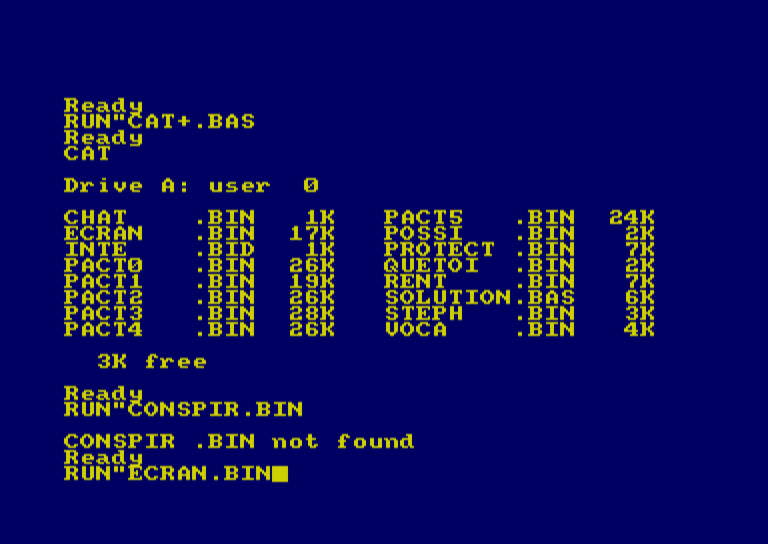 Ready
RUN"CAT+.BAS
Ready
CAT
Drive A: user  0
CHAT    .BIN   1K   PACT5   .BIN  24K
ECRAN   .BIN  17K   POSSI   .BIN   2K
INTE    .BID   1K   PROTECT .BIN   7K
PACT0   .BIN  26K   QUETOI  .BIN   2K
PACT1   .BIN  19K   RENT    .BIN   7K
PACT2   .BIN  26K   SOLUTION.BAS   6K
PACT3   .BIN  28K   STEPH   .BIN   3K
PACT4   .BIN  26K   VOCA    .BIN   4K
3K free
Ready
RUN"CONSPIR.BIN
CONSPIR .BIN not found
Ready
RUN"ECRAN.BIN